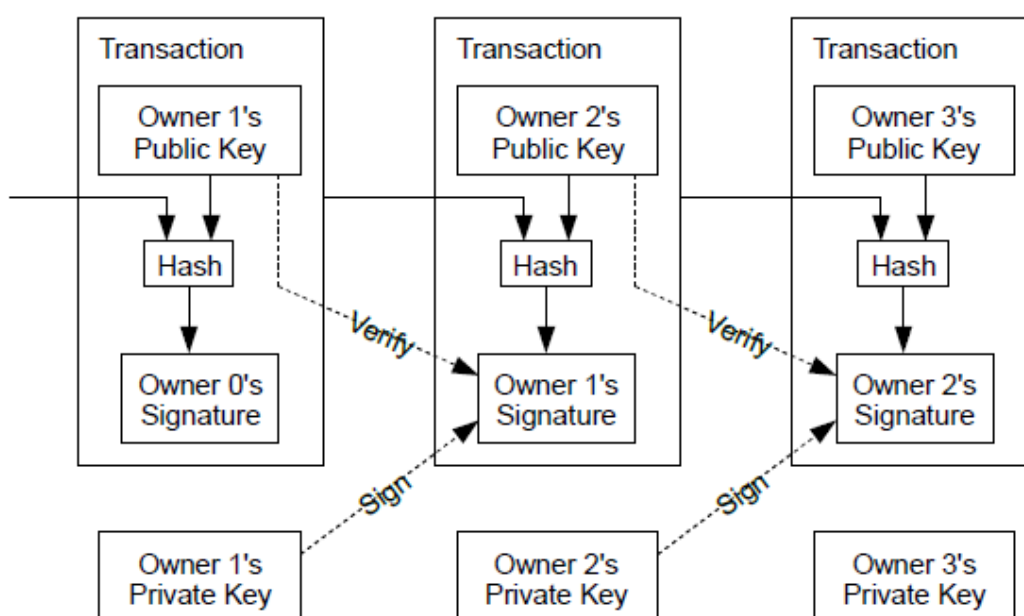 Transaction
Transaction
Transaction
Owner 1's
Public Key
Owner 2's
Public Key
Owner 3's
Public Key
Hash
Hash
Hash
Verify
Verify
Owner 0's
Signature
Owner 1's
Signature
Owner 2's
Signature
Sign
Sign
Owner 1's
Private Key
Owner 2's
Private Key
Owner 3's
Private Key